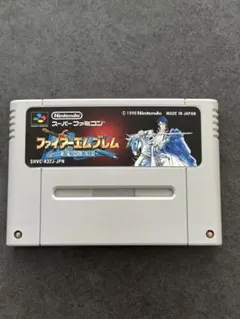 Nintendo
スーパーファミコン
©1996 Nintendo
MADE IN JAPAN
ファイアーエムブレム
SHVC-A32J-JPN